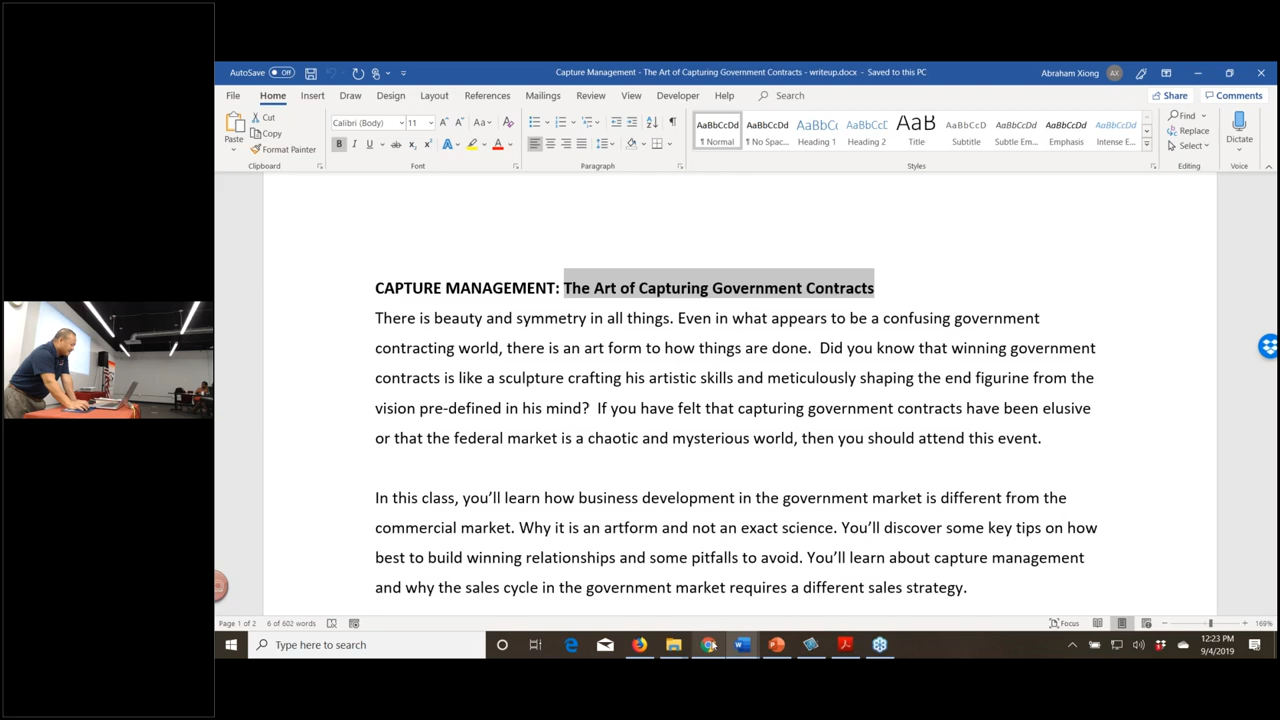 AutoSave Off Capture Management - The Art of Capturing Government Contracts - writeup.docx - Saved to this PC Abraham Xiong AX
File Home Insert Draw Design Layout References Mailings Review View Developer Help Search Share Comments
Paste Cut Copy Format Painter
Calibri (Body) 11
AaBbCcDd AaBbCcDd AaBbCc AaBbCcE AaB AaBbCcD AaBbCcDd AaBbCcDd AaBbCcDd
¶ Normal ¶ No Spac... Heading 1 Heading 2 Title Subtitle Subtle Em... Emphasis Intense E...
Find Replace Select Dictate
Clipboard Font Paragraph Styles Editing Voice
CAPTURE MANAGEMENT: The Art of Capturing Government Contracts
There is beauty and symmetry in all things. Even in what appears to be a confusing government
contracting world, there is an art form to how things are done. Did you know that winning government
contracts is like a sculpture crafting his artistic skills and meticulously shaping the end figurine from the
vision pre-defined in his mind? If you have felt that capturing government contracts have been elusive
or that the federal market is a chaotic and mysterious world, then you should attend this event.
In this class, you'll learn how business development in the government market is different from the
commercial market. Why it is an artform and not an exact science. You'll discover some key tips on how
best to build winning relationships and some pitfalls to avoid. You'll learn about capture management
and why the sales cycle in the government market requires a different sales strategy.
Page 1 of 2 6 of 602 words Focus 169%
Type here to search 12:23 PM
9/4/2019